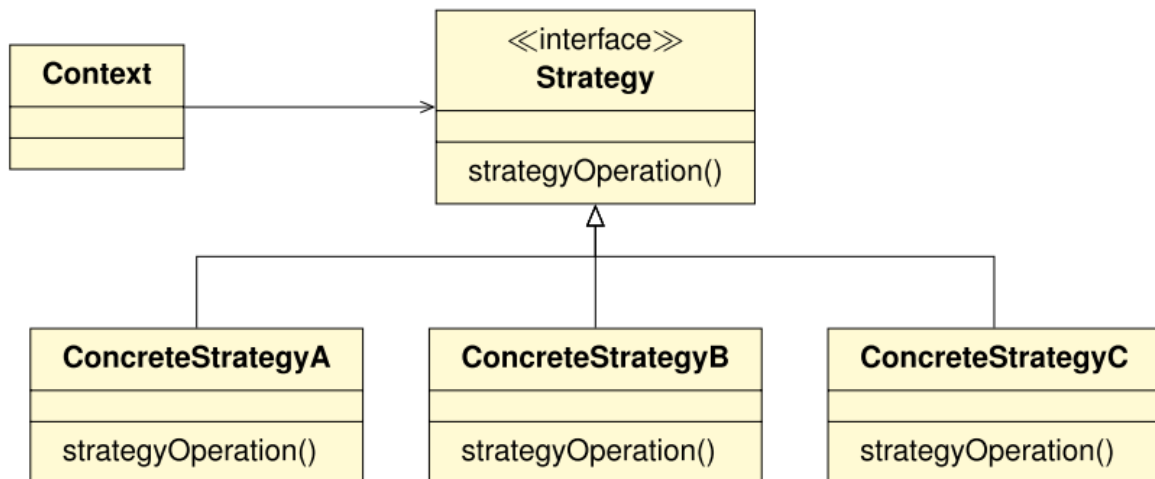 Context
≪interface≫
Strategy
strategyOperation()
ConcreteStrategyA
strategyOperation()
ConcreteStrategyB
strategyOperation()
ConcreteStrategyC
strategyOperation()